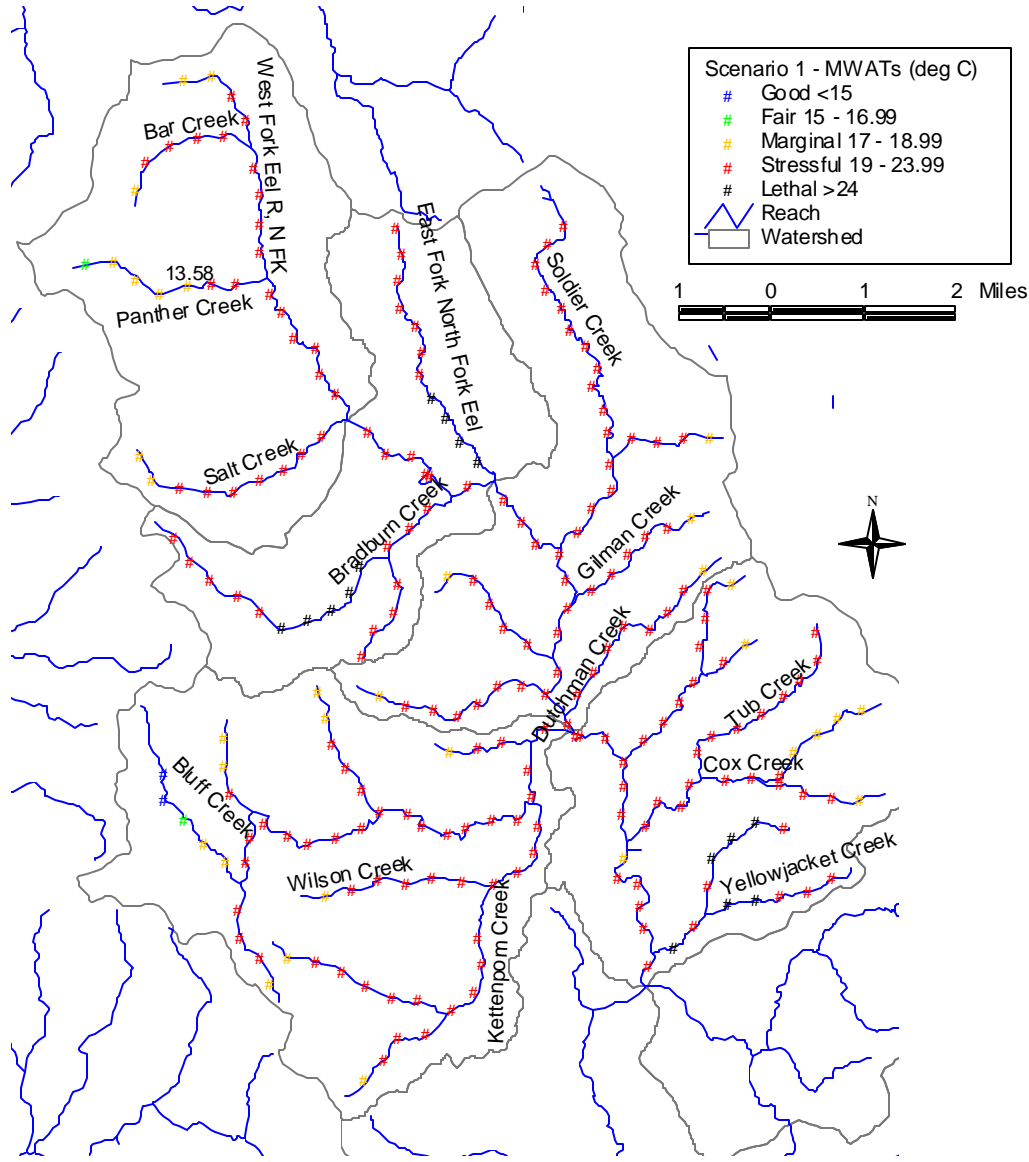 Scenario 1 - MWATs (deg C)
# Good <15
# Fair 15 - 16.99
# Marginal 17 - 18.99
# Stressful 19 - 23.99
# Lethal >24
Reach
Watershed
1 0 1 2 Miles
N
West Fork Eel R, N FK
Bar Creek
13.58
Panther Creek
East Fork North Fork Eel
Soldier Creek
Salt Creek
Bradburn Creek
Gilman Creek
Dutchman Creek
Tub Creek
Cox Creek
Bluff Creek
Wilson Creek
Yellowjacket Creek
Kettenpom Creek